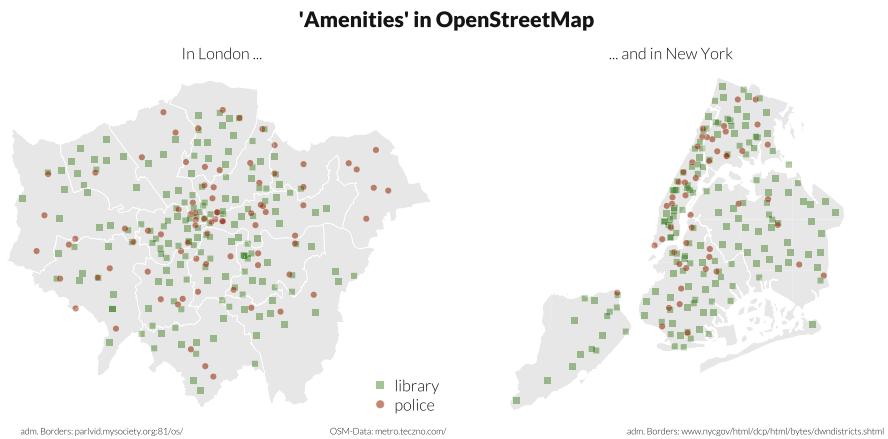 'Amenities' in OpenStreetMap
In London ...
... and in New York
library
police
adm. Borders: parlvid.mysociety.org:81/os/
OSM-Data: metro.teczno.com/
adm. Borders: www.nycgov/html/dcp/html/bytes/dwndistricts.shtml